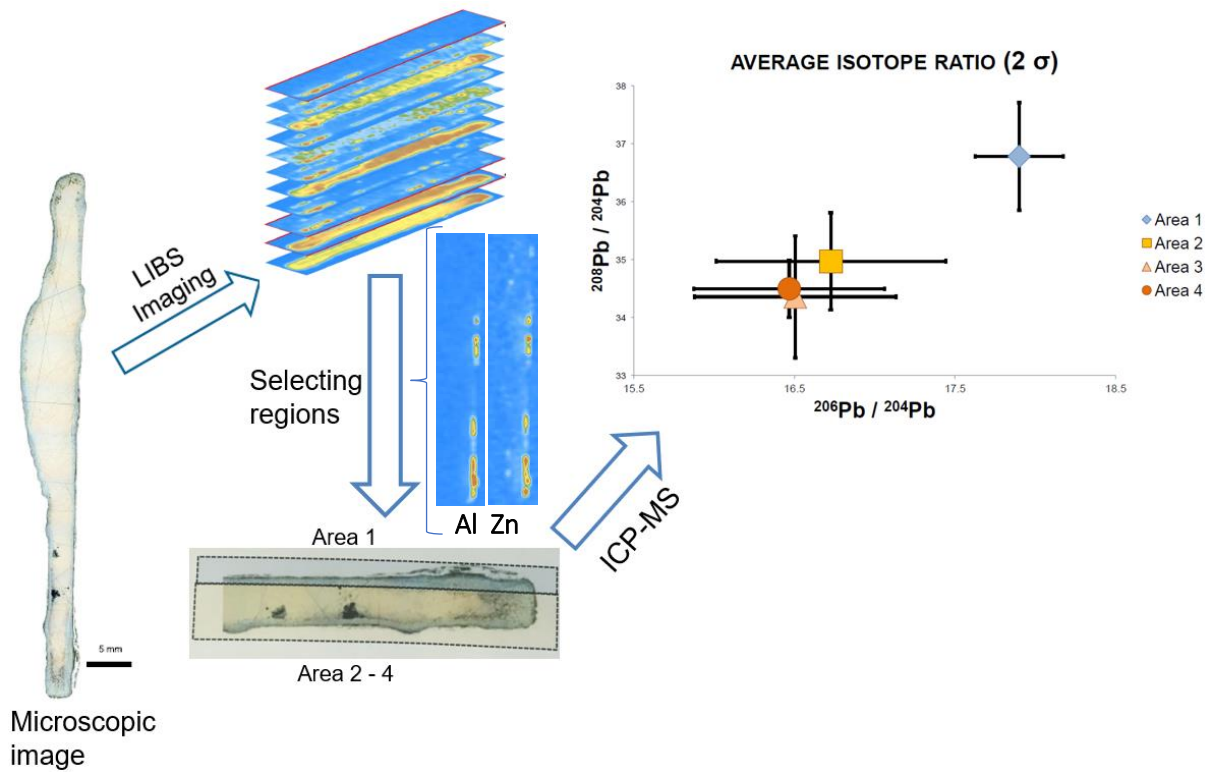 LIBS
Imaging
Selecting
regions
Al Zn
Area 1
Area 2 - 4
ICP-MS
5 mm
Microscopic
image
AVERAGE ISOTOPE RATIO (2 σ)
²⁰⁸Pb / ²⁰⁴Pb
38
37
36
35
34
33
15.5 16.5 17.5 18.5
²⁰⁶Pb / ²⁰⁴Pb
Area 1
Area 2
Area 3
Area 4